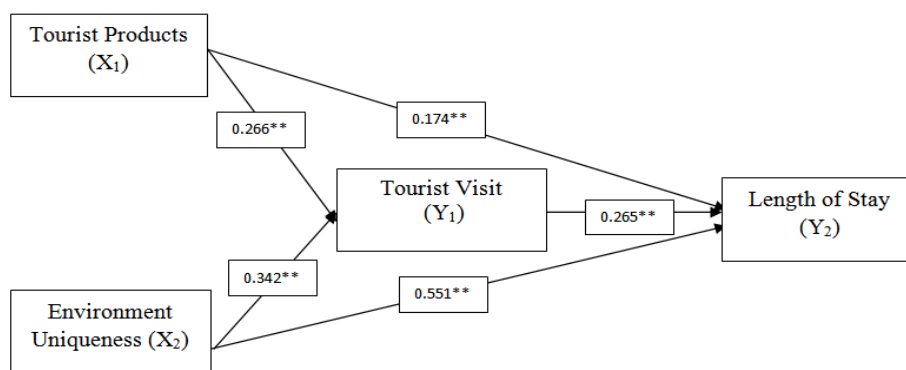 Tourist Products
(X₁)
0.266**
0.174**
Tourist Visit
(Y₁)
0.265**
Length of Stay
(Y₂)
0.342**
0.551**
Environment
Uniqueness (X₂)